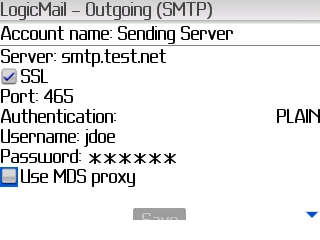 LogicMail – Outgoing (SMTP)
Account name: Sending Server
Server: smtp.test.net
SSL
Port: 465
Authentication: PLAIN
Username: jdoe
Password: ******
Use MDS proxy
Save